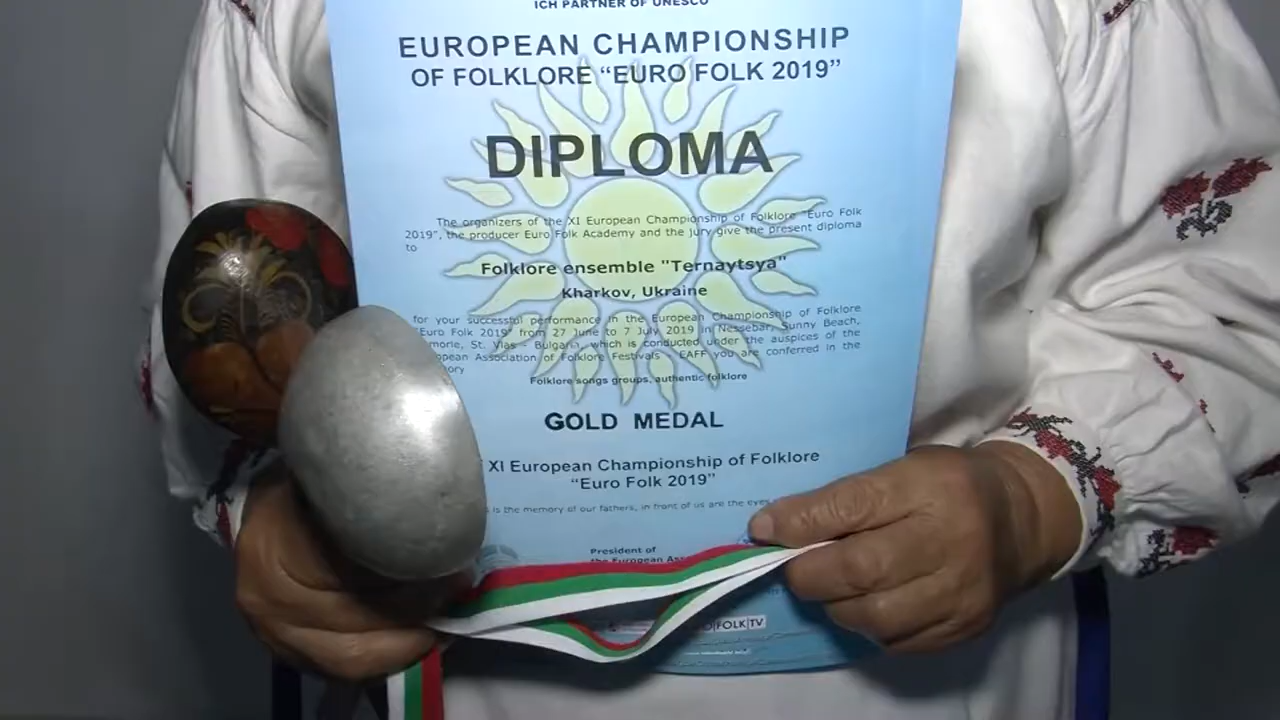 ICH PARTNER OF UNESCO
EUROPEAN CHAMPIONSHIP
OF FOLKLORE “EURO FOLK 2019”
DIPLOMA
The organizers of the XI European Championship of Folklore "Euro Folk
2019", the producer Euro Folk Academy and the jury give the present diploma
to
Folklore ensemble "Ternaytsya"
Kharkov, Ukraine
for your successful performance in the European Championship of Folklore
"Euro Folk 2019" from 27 June to 7 July 2019 in Nessebar, Sunny Beach,
St. Vlas - Bulgaria, which is conducted under the auspices of the
Association of Folklore Festivals - EAFF you are conferred in the
Folklore songs groups, authentic folklore
GOLD MEDAL
XI European Championship of Folklore
“Euro Folk 2019”
is the memory of our fathers, in front of us are the eyes
President of
the European
FOLK TV